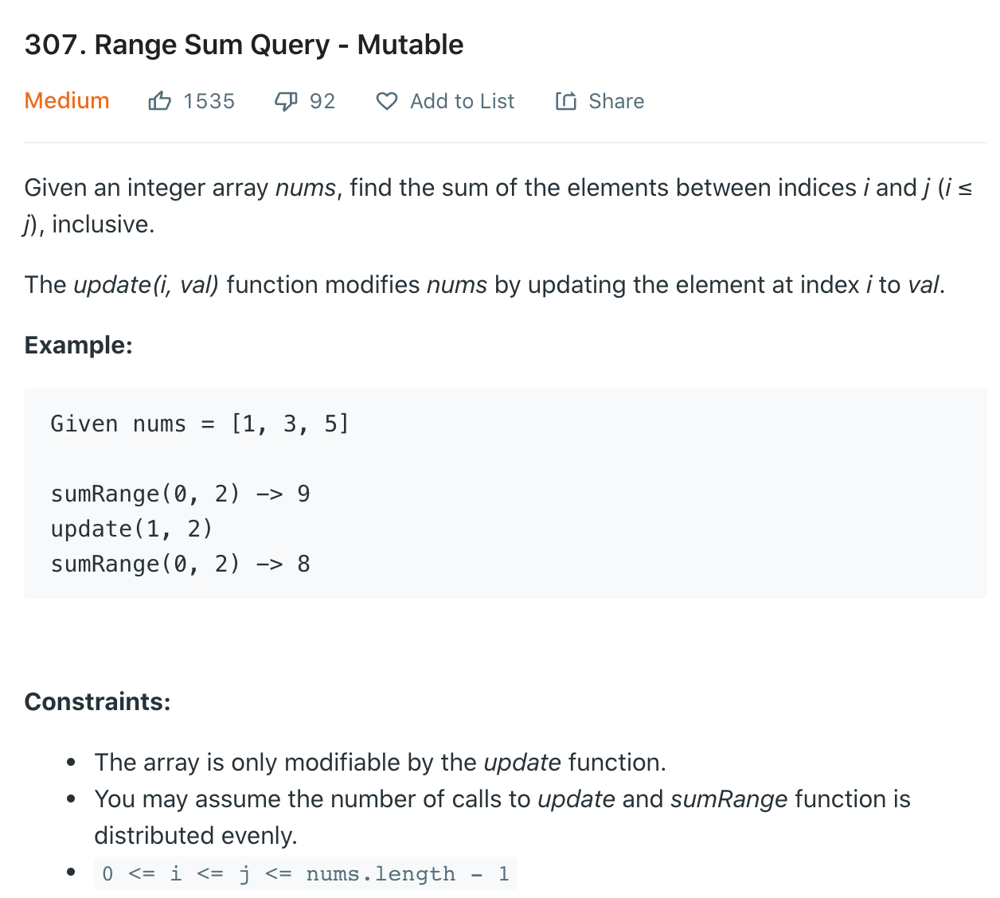 307. Range Sum Query - Mutable
Medium 1535 92 Add to List Share
Given an integer array nums, find the sum of the elements between indices i and j (i ≤
j), inclusive.
The update(i, val) function modifies nums by updating the element at index i to val.
Example:
Given nums = [1, 3, 5]
sumRange(0, 2) -> 9
update(1, 2)
sumRange(0, 2) -> 8
Constraints:
• The array is only modifiable by the update function.
• You may assume the number of calls to update and sumRange function is
distributed evenly.
• 0 <= i <= j <= nums.length - 1